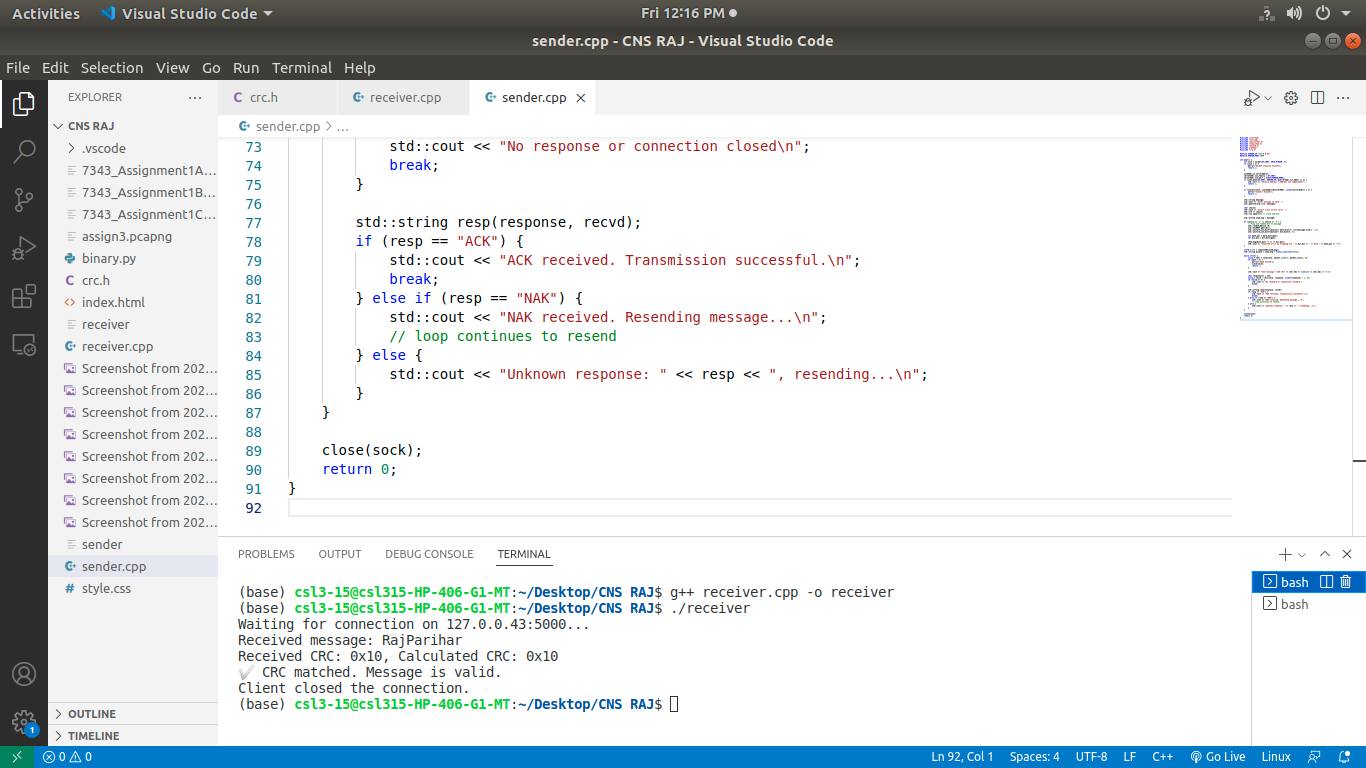 Activities Visual Studio Code Fri 12:16 PM
sender.cpp - CNS RAJ - Visual Studio Code
File Edit Selection View Go Run Terminal Help
EXPLORER
CNS RAJ
.vscode
7343_Assignment1A...
7343_Assignment1B...
7343_Assignment1C...
assign3.pcapng
binary.py
crc.h
index.html
receiver
receiver.cpp
Screenshot from 202...
Screenshot from 202...
Screenshot from 202...
Screenshot from 202...
Screenshot from 202...
Screenshot from 202...
Screenshot from 202...
Screenshot from 202...
sender
sender.cpp
style.css
OUTLINE
TIMELINE
crc.h receiver.cpp sender.cpp
sender.cpp > ...
73 std::cout << "No response or connection closed\n";
74 break;
75 }
76
77 std::string resp(response, recvd);
78 if (resp == "ACK") {
79 std::cout << "ACK received. Transmission successful.\n";
80 break;
81 } else if (resp == "NAK") {
82 std::cout << "NAK received. Resending message...\n";
83 // loop continues to resend
84 } else {
85 std::cout << "Unknown response: " << resp << ", resending...\n";
86 }
87 }
88
89 close(sock);
90 return 0;
91 }
92
PROBLEMS OUTPUT DEBUG CONSOLE TERMINAL
(base) csl3-15@csl315-HP-406-G1-MT:~/Desktop/CNS RAJ$ g++ receiver.cpp -o receiver
(base) csl3-15@csl315-HP-406-G1-MT:~/Desktop/CNS RAJ$ ./receiver
Waiting for connection on 127.0.0.43:5000...
Received message: RajParihar
Received CRC: 0x10, Calculated CRC: 0x10
✔ CRC matched. Message is valid.
Client closed the connection.
(base) csl3-15@csl315-HP-406-G1-MT:~/Desktop/CNS RAJ$
bash
bash
1
0 0 Ln 92, Col 1 Spaces: 4 UTF-8 LF C++ Go Live Linux